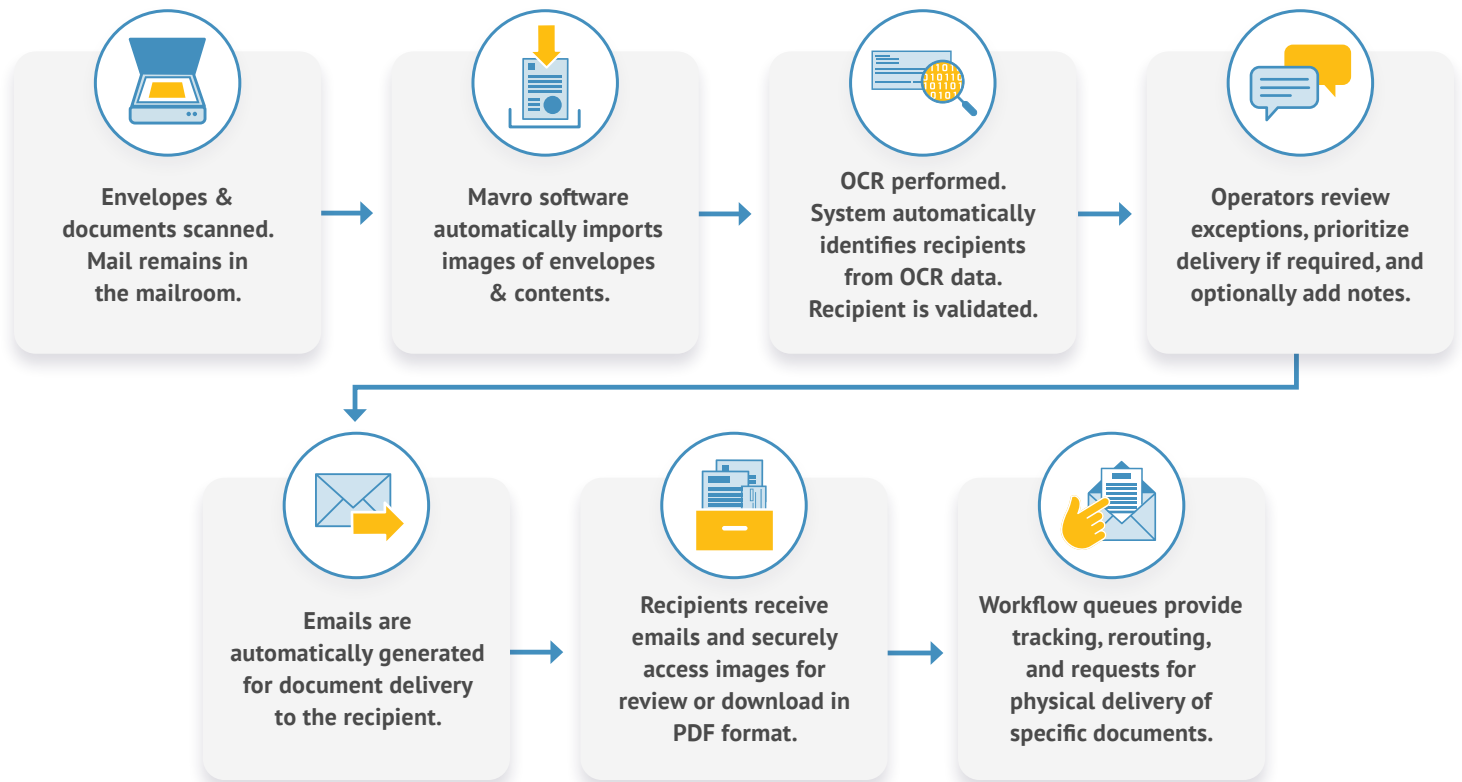 Envelopes &
documents scanned.
Mail remains in
the mailroom.
Mavro software
automatically imports
images of envelopes
& contents.
OCR performed.
System automatically
identifies recipients
from OCR data.
Recipient is validated.
Operators review
exceptions, prioritize
delivery if required, and
optionally add notes.
Emails are
automatically generated
for document delivery
to the recipient.
Recipients receive
emails and securely
access images for
review or download in
PDF format.
Workflow queues provide
tracking, rerouting,
and requests for
physical delivery of
specific documents.